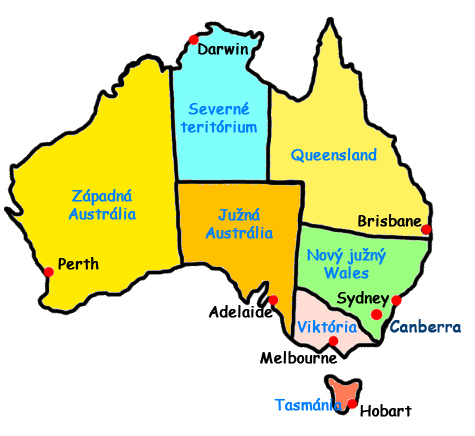 Darwin
Severné
teritórium
Queensland
Západná
Austrália
Južná
Austrália
Brisbane
Nový južný
Wales
Perth
Sydney
Adelaide
Viktória
Canberra
Melbourne
Tasmánia
Hobart